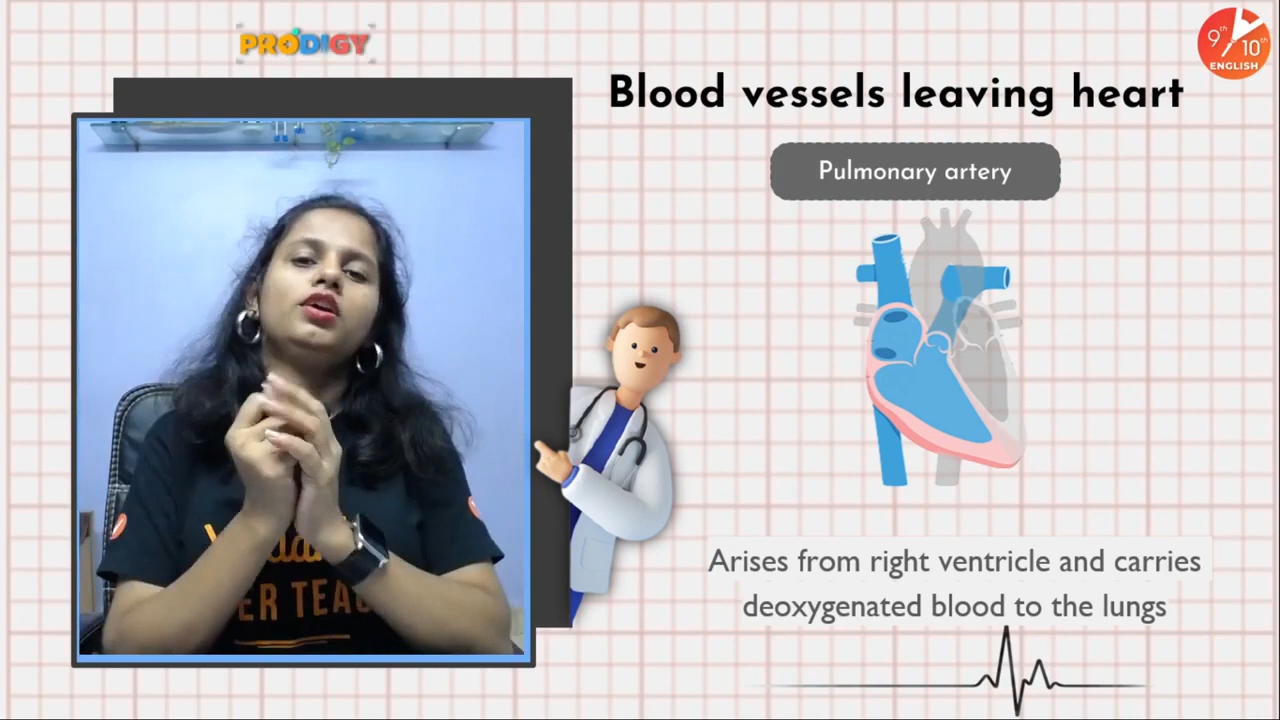 PRODIGY
9th 10th
ENGLISH
Blood vessels leaving heart
Pulmonary artery
ER TEA
Arises from right ventricle and carries
deoxygenated blood to the lungs